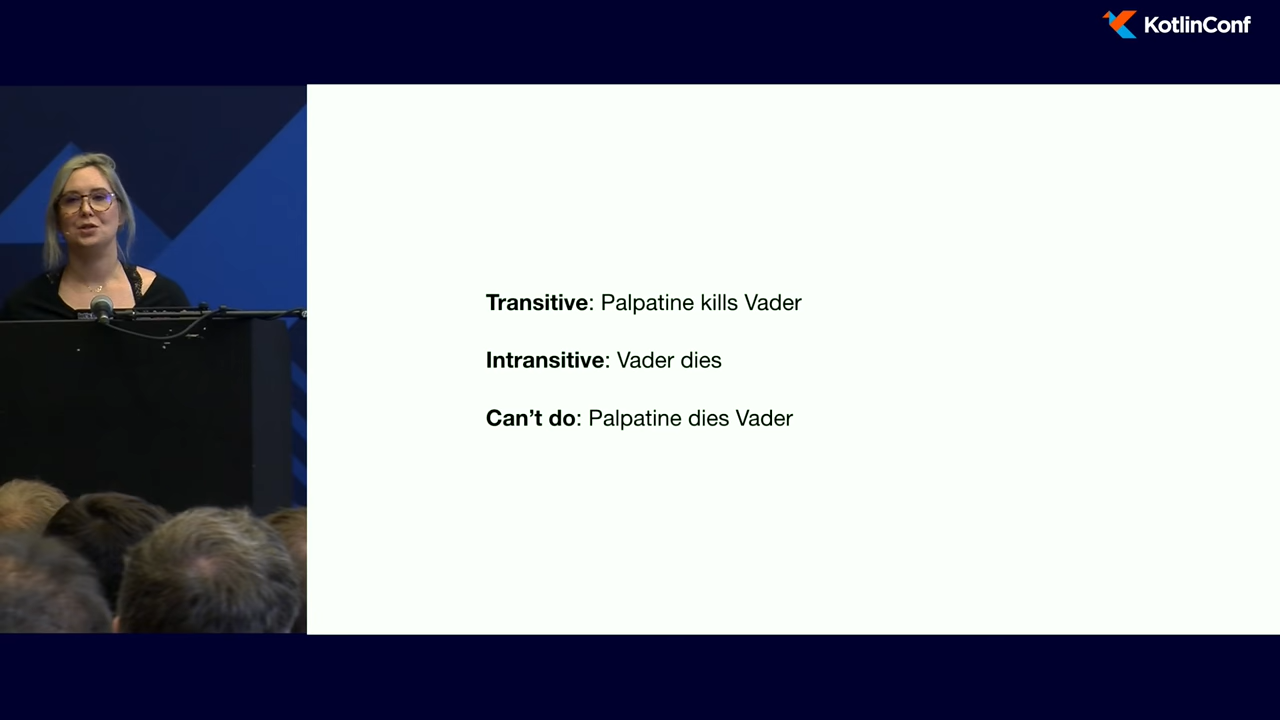 KotlinConf
Transitive: Palpatine kills Vader
Intransitive: Vader dies
Can’t do: Palpatine dies Vader